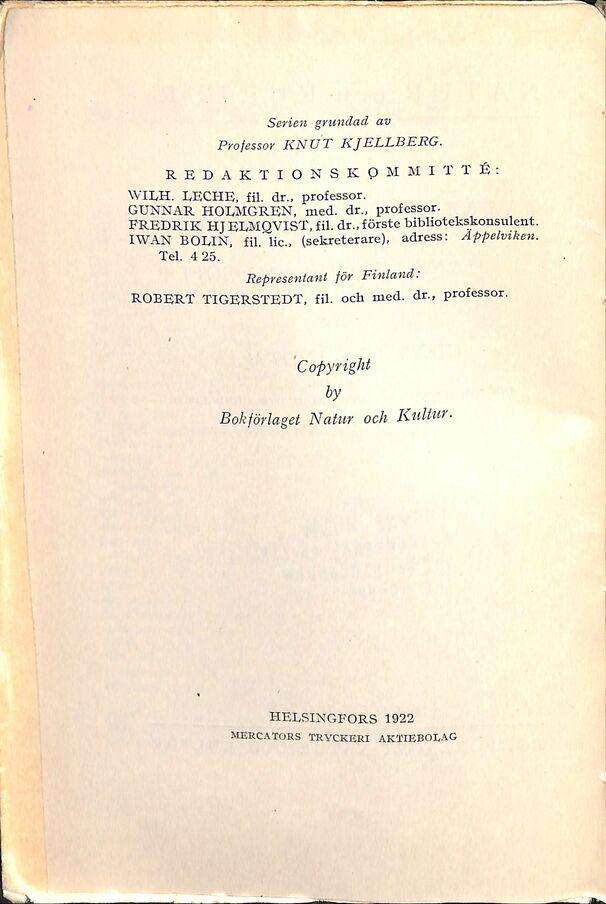 Serien grundad av
Professor KNUT KJELLBERG.
REDAKTIONSKOMMITTÉ:
WILH. LECHE, fil. dr., professor.
GUNNAR HOLMGREN, med. dr., professor.
FREDRIK HJELMQVIST, fil. dr., förste bibliotekskonsulent.
IWAN BOLIN, fil. lic., (sekreterare), adress: Äppelviken.
Tel. 4 25.
Representant för Finland:
ROBERT TIGERSTEDT, fil. och med. dr., professor.
Copyright
by
Bokförlaget Natur och Kultur.
HELSINGFORS 1922
MERCATORS TRYCKERI AKTIEBOLAG